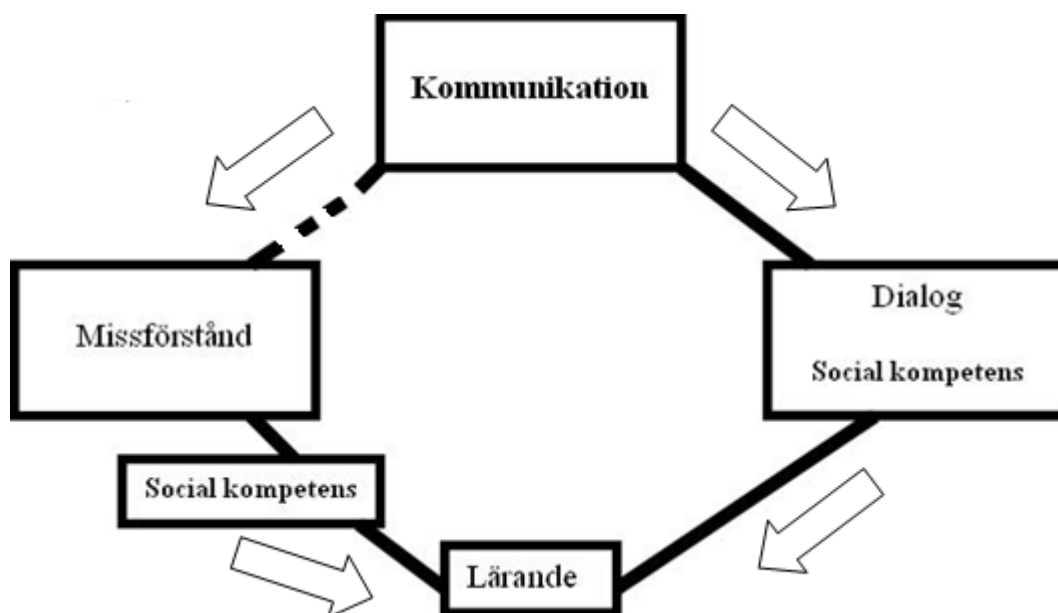 Kommunikation
Missförstånd
Dialog
Social kompetens
Social kompetens
Lärande